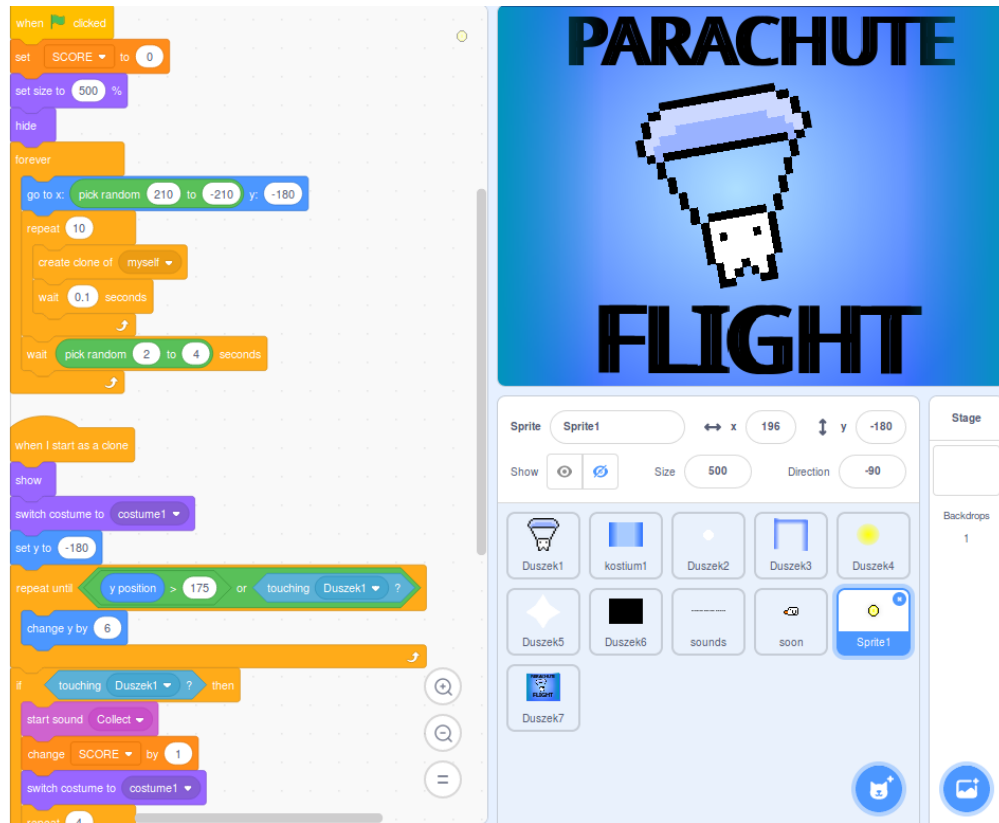 when clicked
set SCORE to 0
set size to 500 %
hide
forever
go to x: pick random 210 to -210 y: -180
repeat 10
create clone of myself
wait 0.1 seconds
wait pick random 2 to 4 seconds
when I start as a clone
show
switch costume to costume1
set y to -180
repeat until y position > 175 or touching Duszek1 ?
change y by 6
if touching Duszek1 ? then
start sound Collect
change SCORE by 1
switch costume to costume1
repeat 4
PARACHUTE
FLIGHT
Sprite Sprite1 x 196 y -180
Show Size 500 Direction -90
Duszek1 kostium1 Duszek2 Duszek3 Duszek4
Duszek5 Duszek6 sounds soon Sprite1
PARACHUTE
FLIGHT
Duszek7
Stage
Backdrops
1